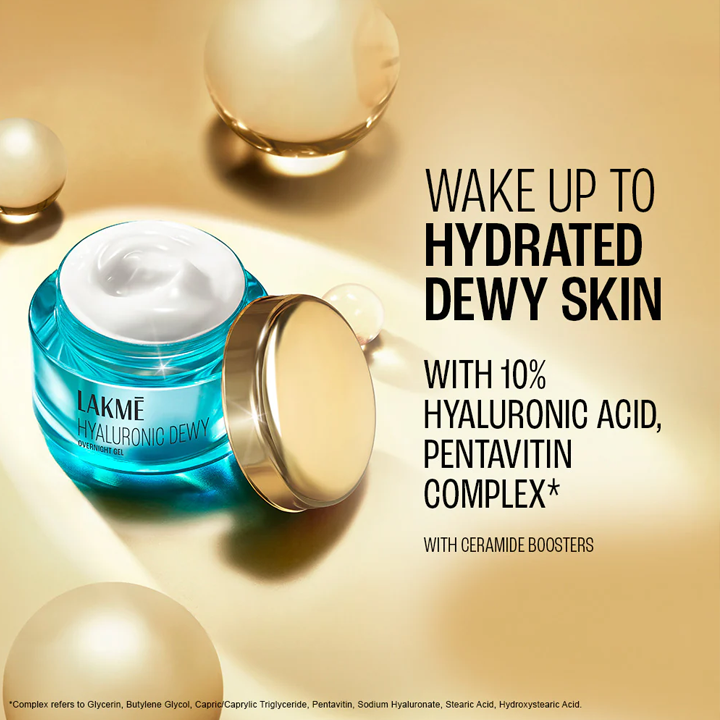 WAKE UP TO
HYDRATED
DEWY SKIN
WITH 10%
HYALURONIC ACID,
PENTAVITIN
COMPLEX*
WITH CERAMIDE BOOSTERS
LAKMĒ
HYALURONIC DEWY
OVERNIGHT GEL
*Complex refers to Glycerin, Butylene Glycol, Capric/Caprylic Triglyceride, Pentavitin, Sodium Hyaluronate, Stearic Acid, Hydroxystearic Acid.